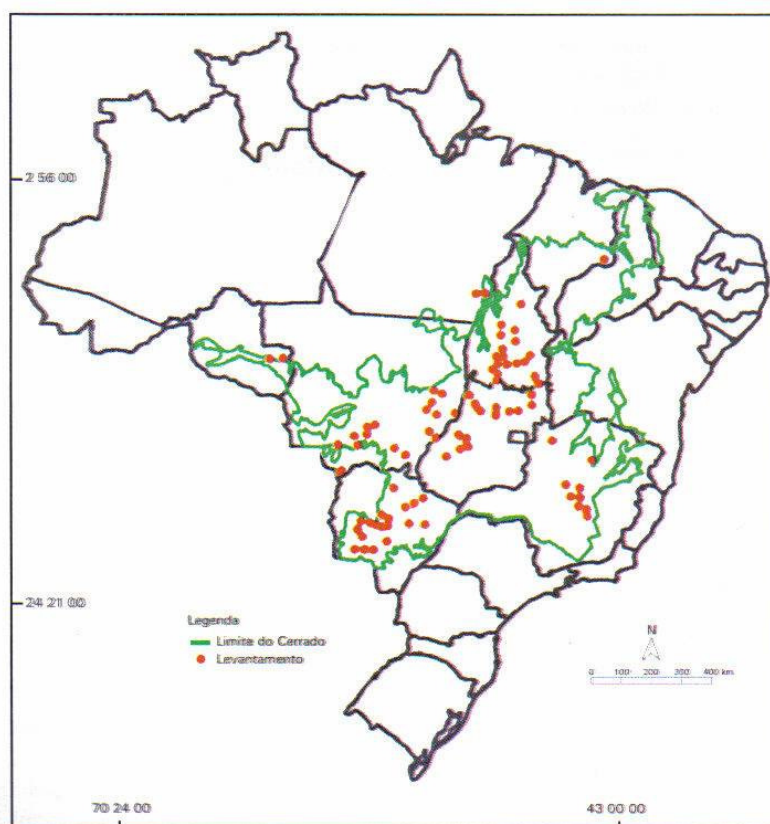 2 56 00
24 21 00
Legenda
Limite do Cerrado
Levantamento
N
0 100 200 300 400 km
70 24 00
43 00 00